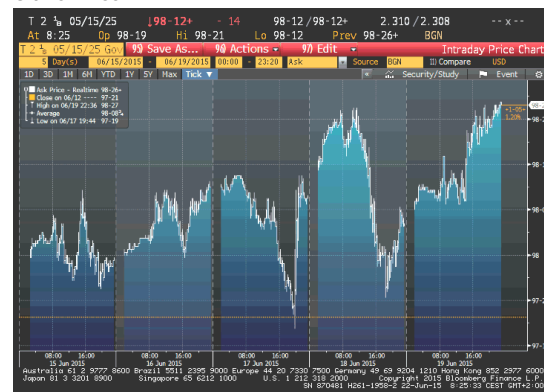 T 2 ⅛ 05/15/25 ↓98-12+ - 14 98-12/98-12+ 2.310/2.308 -- x --
At 8:25 Op 98-19 Hi 98-21 Lo 98-12 Prev 98-26+ BGN
T 2 ⅛ 05/15/25 Gov 99) Save As... 90) Actions 97) Edit Intraday Price Chart
5 Day(s) 06/15/2015 - 06/19/2015 00:00 - 23:20 Ask Source BGN 11) Compare USD
1D 3D 1M 6M YTD 1Y 5Y Max Tick ▼ Security/Study Event
Ask Price - Realtime 98-26+
Close on 06/12 ---- 97-21
High on 06/19 22:36 98-27
Average 98-08⅝
Low on 06/17 19:44 97-19
+1-05+
1.20%
98
08:00 16:00 08:00 16:00 08:00 16:00 08:00 16:00 08:00 16:00
15 Jun 2015 16 Jun 2015 17 Jun 2015 18 Jun 2015 19 Jun 2015
Australia 61 2 9777 8600 Brazil 5511 2395 9000 Europe 44 20 7330 7500 Germany 49 69 9204 1210 Hong Kong 852 2977 6000
Japan 81 3 3201 8900 Singapore 65 6212 1000 U.S. 1 212 318 2000 Copyright 2015 Bloomberg Finance L.P.
SN 870481 H261-1958-2 22-Jun-15 8:25:33 CEST GMT+2:00